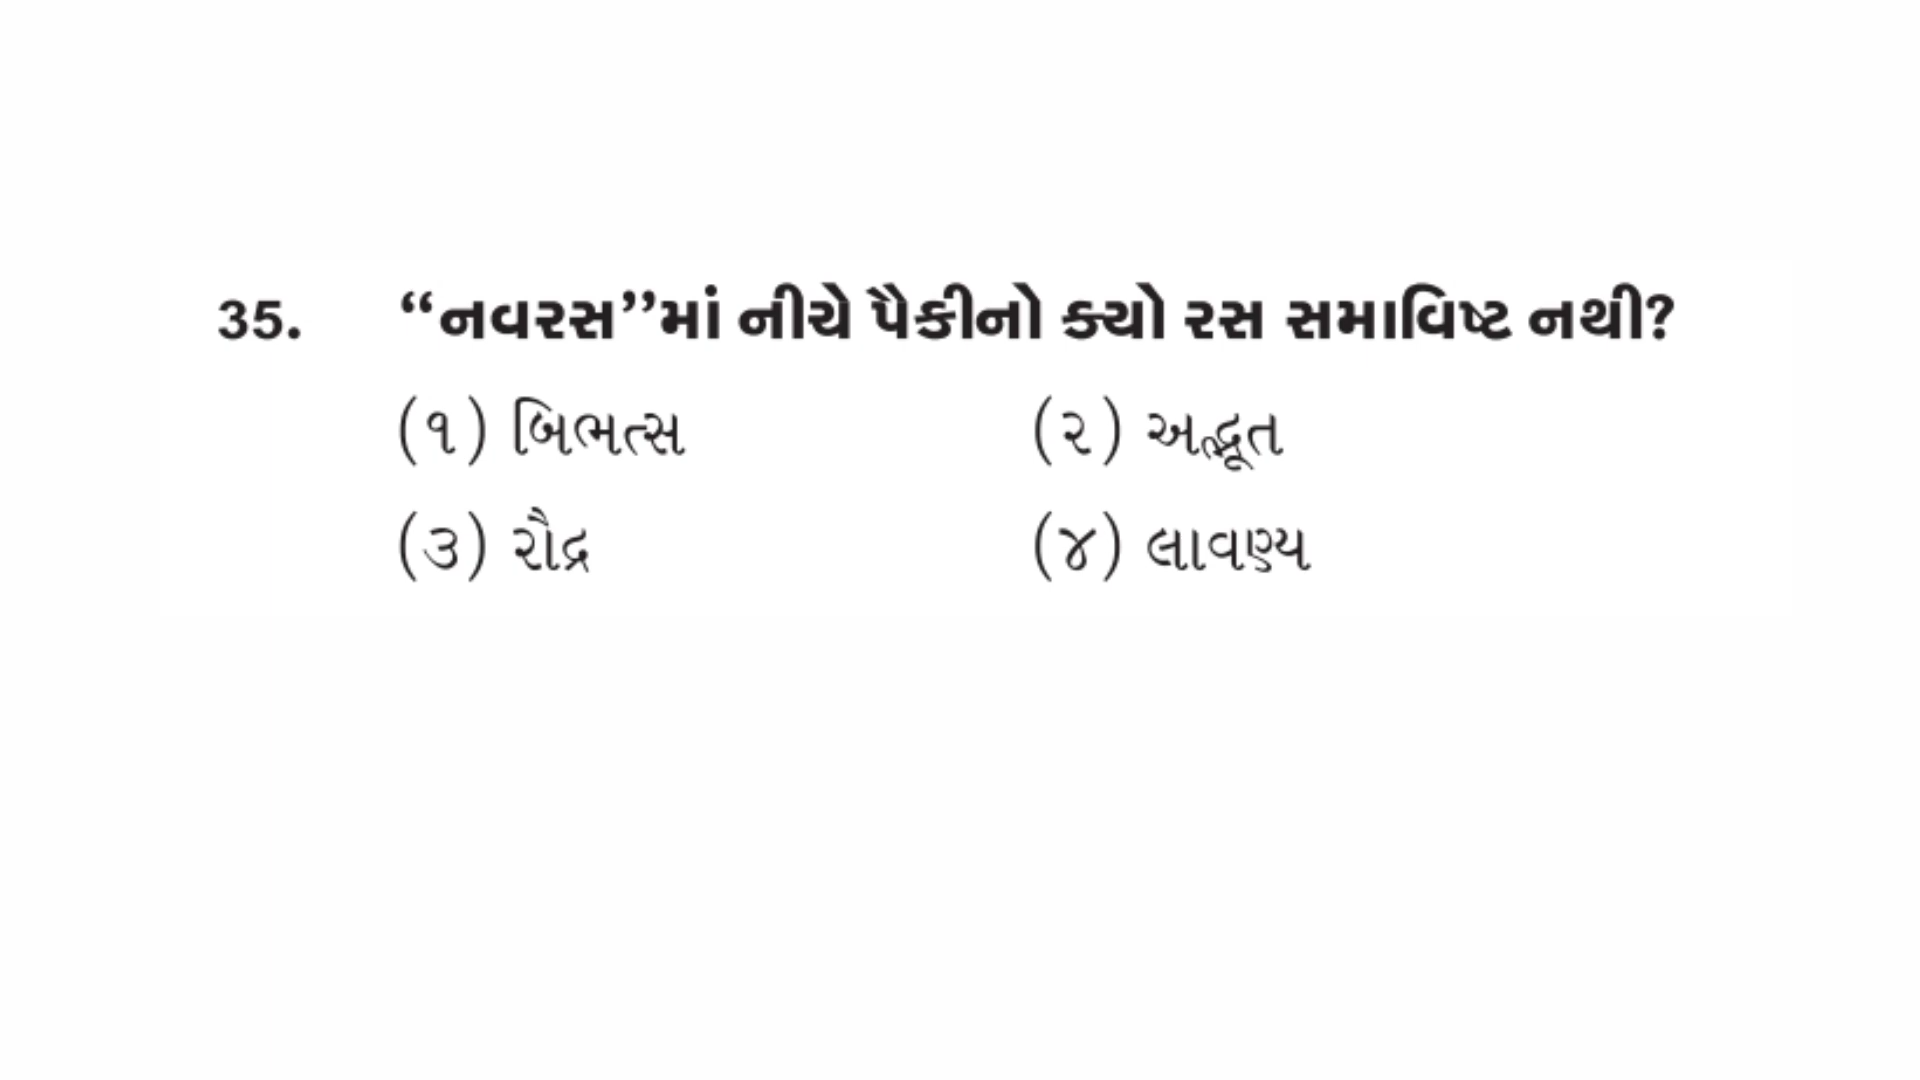 35. “નવરસ”માં નીચે પૈકીનો ક્યો રસ સમાવિષ્ટ નથી?
(૧) બિભત્સ (૨) અદ્ભૂત
(૩) રૌદ્ર (૪) લાવણ્ય